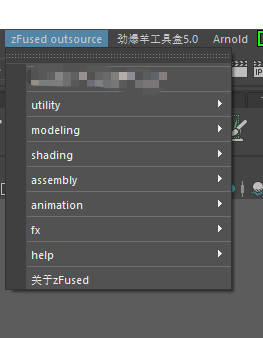 zFused outsource 劲爆羊工具盒5.0 Arnold
utility
modeling
shading
assembly
animation
fx
help
关于zFused